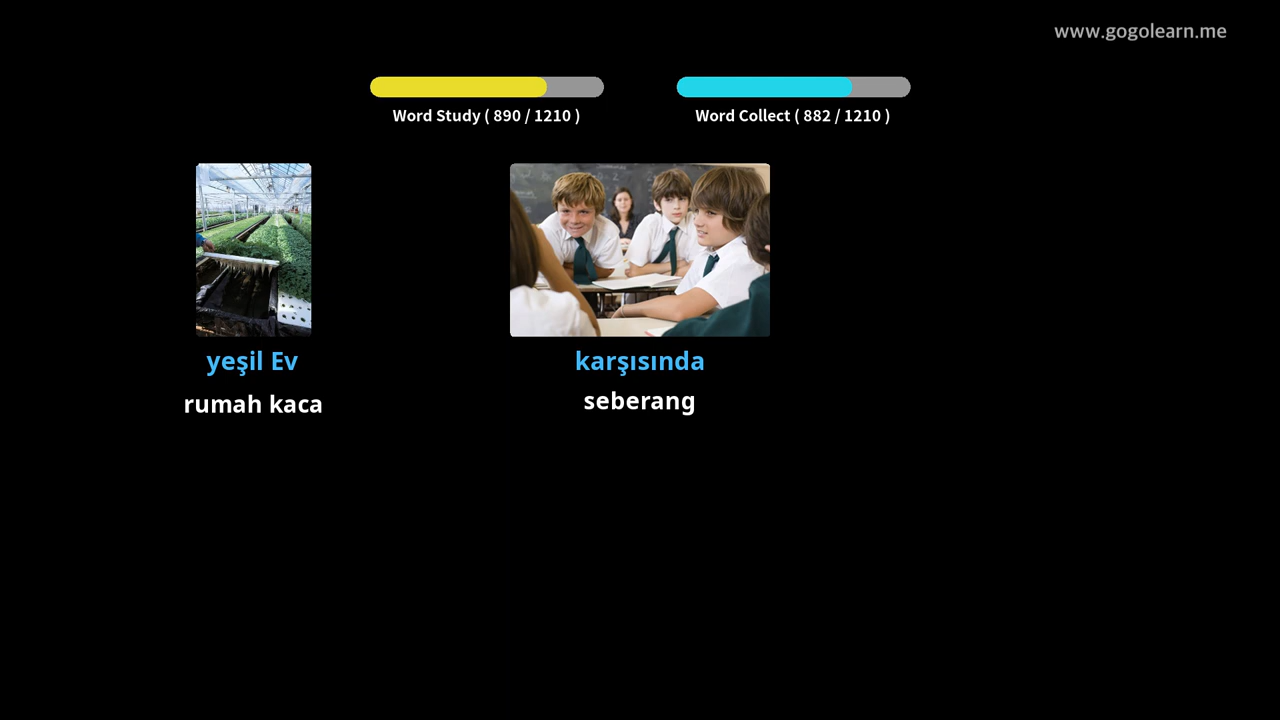 www.gogolearn.me
Word Study ( 890 / 1210 )
Word Collect ( 882 / 1210 )
yeşil Ev
rumah kaca
karşısında
seberang